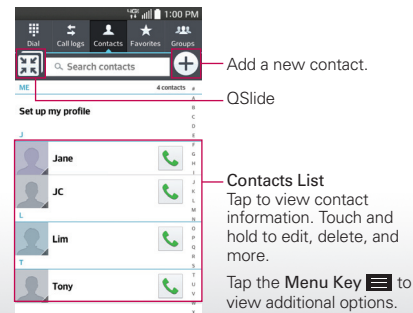 4G LTE 1:00 PM
Dial Call logs Contacts Favorites Groups
Search contacts
Add a new contact.
QSlide
ME 4 contacts
Set up my profile
J
Jane
JC
L
Lim
T
Tony
#
A
B
C
D
E
F
G
H
I
J
K
L
M
N
O
P
Q
R
S
T
U
V
W
X
Contacts List
Tap to view contact
information. Touch and
hold to edit, delete, and
more.
Tap the Menu Key to
view additional options.